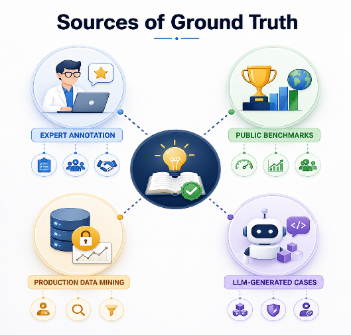 Sources of Ground Truth
EXPERT ANNOTATION
PUBLIC BENCHMARKS
</>
PRODUCTION DATA MINING
LLM-GENERATED CASES